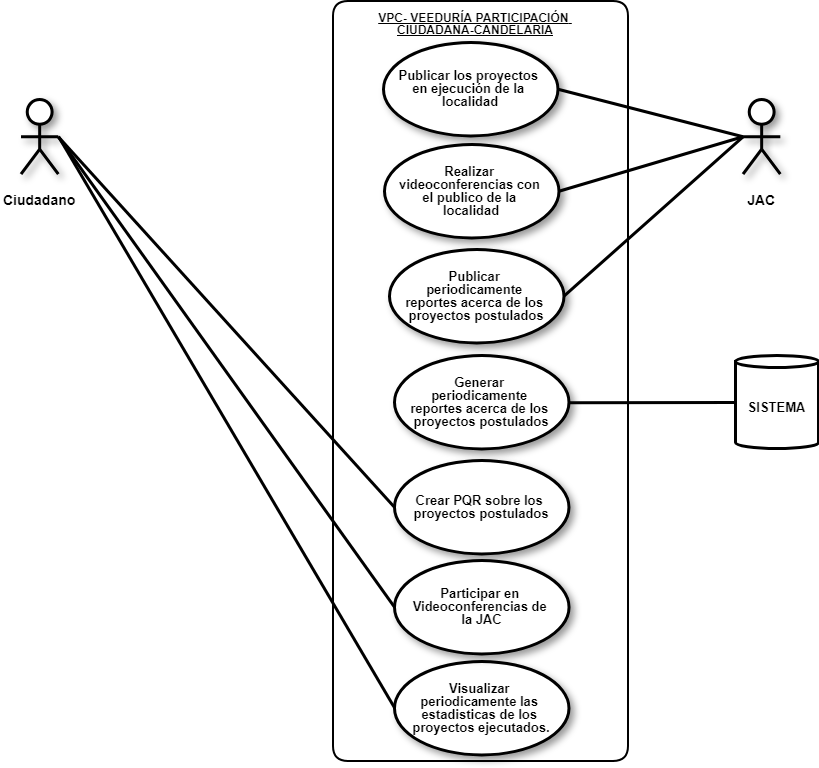 VPC- VEEDURÍA PARTICIPACIÓN
CIUDADANA-CANDELARIA
Publicar los proyectos
en ejecución de la
localidad
Realizar
videoconferencias con
el publico de la
localidad
Ciudadano
JAC
Publicar
periodicamente
reportes acerca de los
proyectos postulados
Generar
periodicamente
reportes acerca de los
proyectos postulados
SISTEMA
Crear PQR sobre los
proyectos postulados
Participar en
Videoconferencias de
la JAC
Visualizar
periodicamente las
estadisticas de los
proyectos ejecutados.